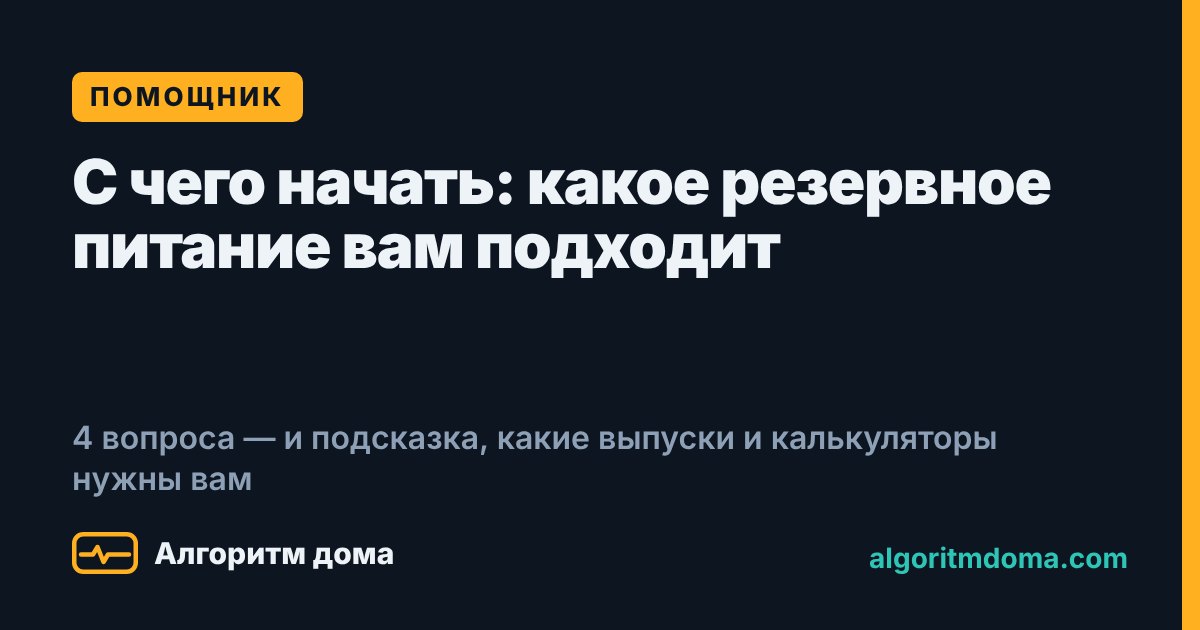 ПОМОЩНИК
С чего начать: какое резервное
питание вам подходит
4 вопроса — и подсказка, какие выпуски и калькуляторы
нужны вам
Алгоритм дома
algoritmdoma.com